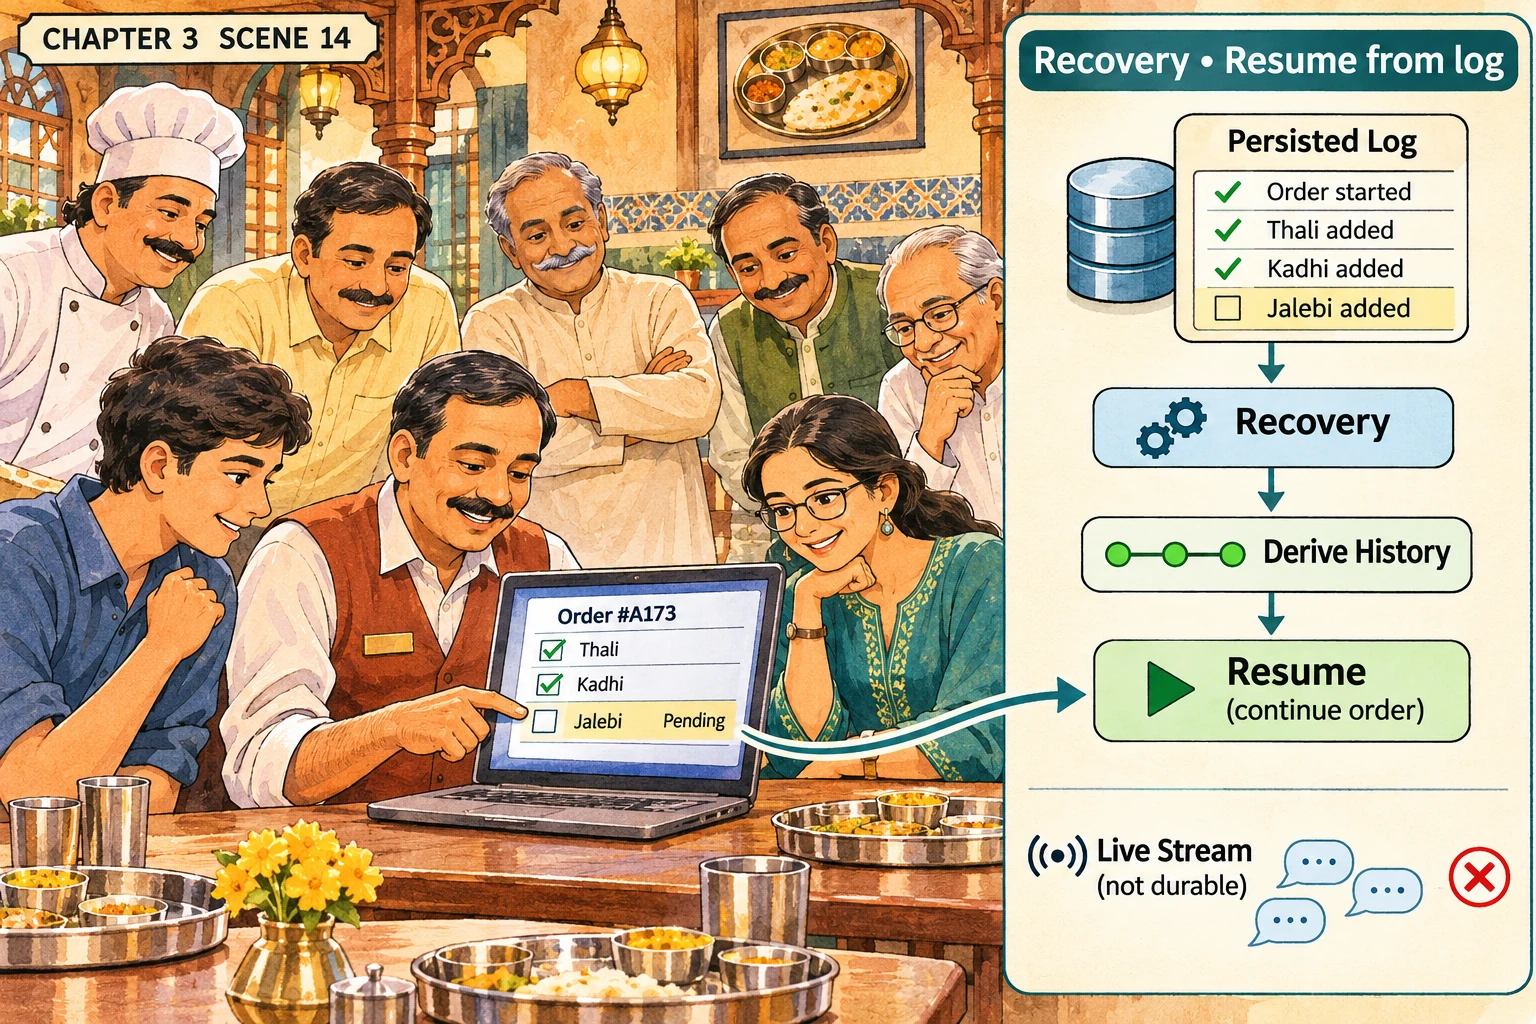 CHAPTER 3 SCENE 14
Order #A173
Thali
Kadhi
Jalebi Pending
Recovery • Resume from log
Persisted Log
Order started
Thali added
Kadhi added
Jalebi added
Recovery
Derive History
Resume
(continue order)
Live Stream
(not durable)